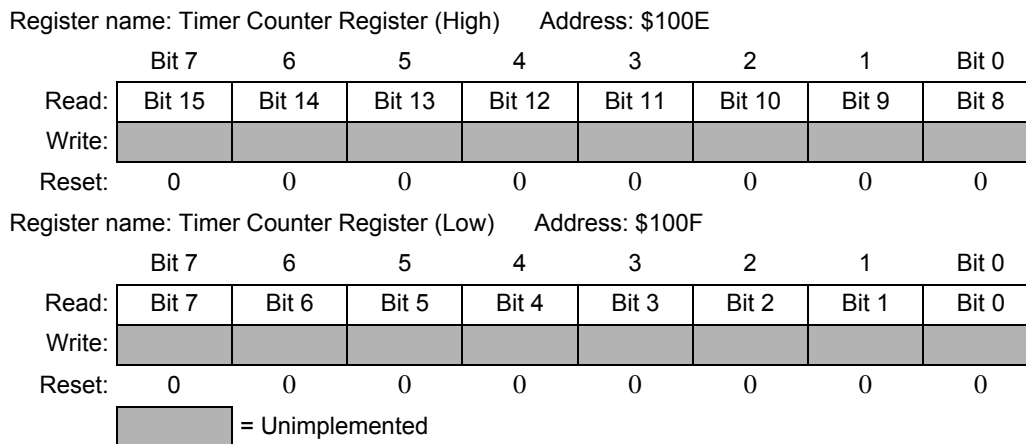 Register name: Timer Counter Register (High) Address: $100E
Bit 7 6 5 4 3 2 1 Bit 0
Read: Bit 15 Bit 14 Bit 13 Bit 12 Bit 11 Bit 10 Bit 9 Bit 8
Write:
Reset: 0 0 0 0 0 0 0 0
Register name: Timer Counter Register (Low) Address: $100F
Bit 7 6 5 4 3 2 1 Bit 0
Read: Bit 7 Bit 6 Bit 5 Bit 4 Bit 3 Bit 2 Bit 1 Bit 0
Write:
Reset: 0 0 0 0 0 0 0 0
= Unimplemented